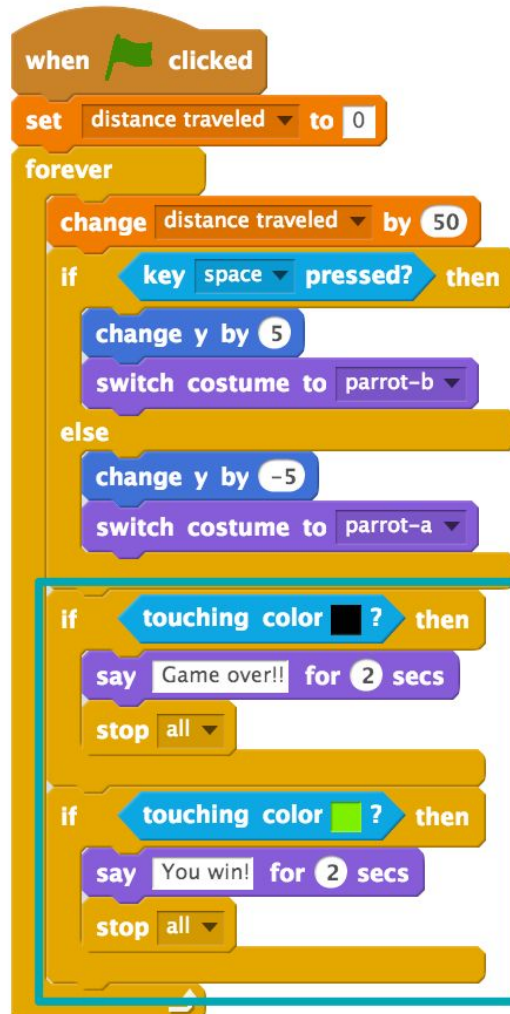 when clicked
set distance traveled to 0
forever
change distance traveled by 50
if key space pressed? then
change y by 5
switch costume to parrot-b
else
change y by -5
switch costume to parrot-a
if touching color ? then
say Game over!! for 2 secs
stop all
if touching color ? then
say You win! for 2 secs
stop all